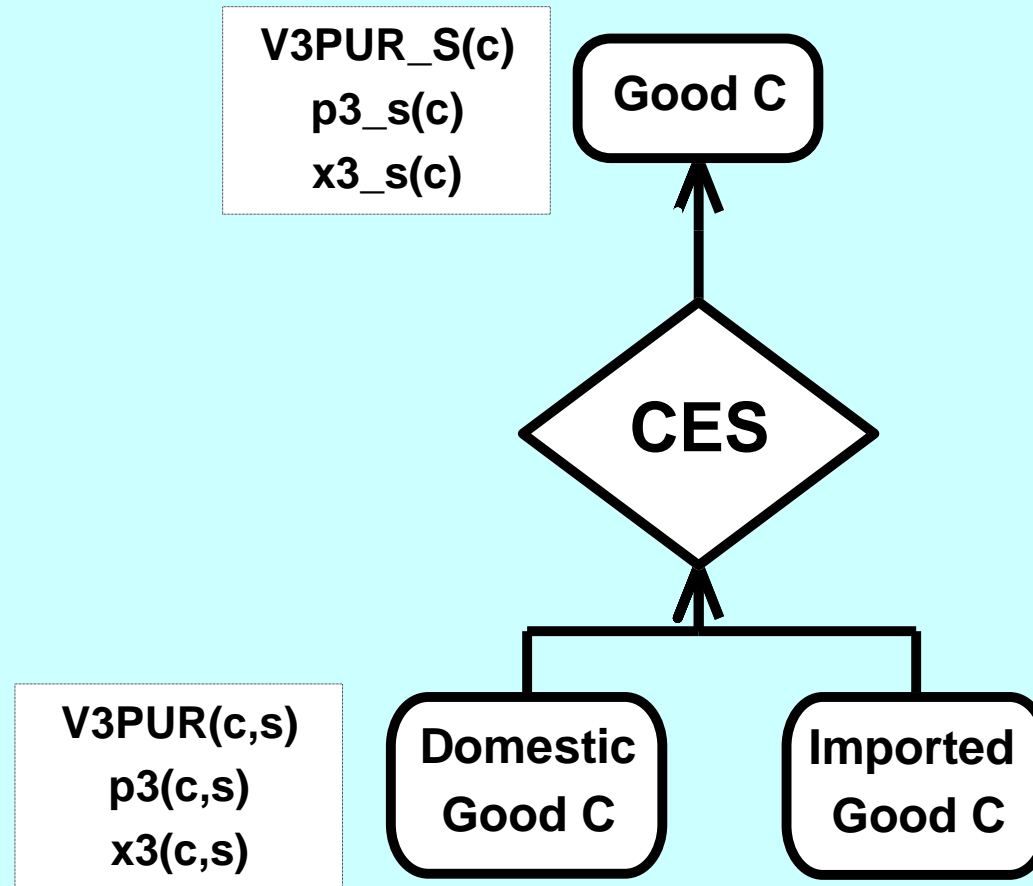 V3PUR_S(c)
p3_s(c)
x3_s(c)
Good C
CES
V3PUR(c,s)
p3(c,s)
x3(c,s)
Domestic
Good C
Imported
Good C